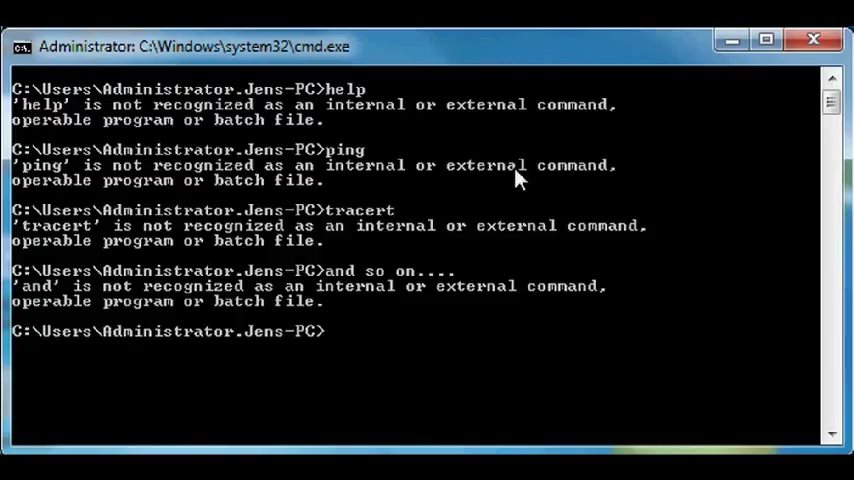 Administrator: C:\Windows\system32\cmd.exe
C:\Users\Administrator.Jens-PC>help
'help' is not recognized as an internal or external command,
operable program or batch file.
C:\Users\Administrator.Jens-PC>ping
'ping' is not recognized as an internal or external command,
operable program or batch file.
C:\Users\Administrator.Jens-PC>tracert
'tracert' is not recognized as an internal or external command,
operable program or batch file.
C:\Users\Administrator.Jens-PC>and so on....
'and' is not recognized as an internal or external command,
operable program or batch file.
C:\Users\Administrator.Jens-PC>